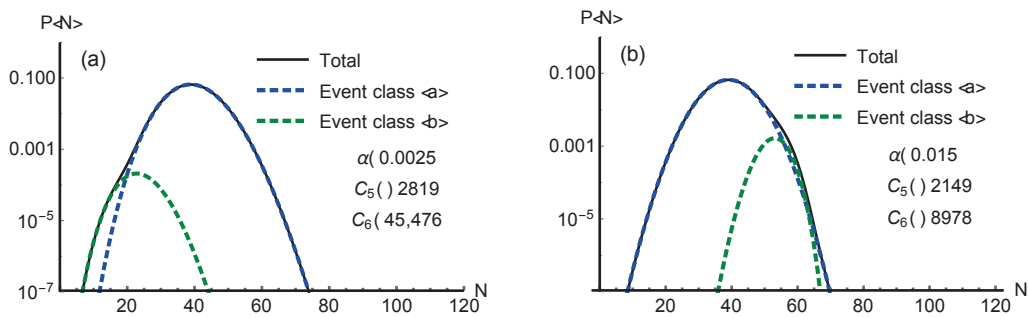 P<N>
(a)
Total
Event class <a>
Event class <b>
α( 0.0025
C5( ) 2819
C6( 45,476
0.100
0.001
10-5
10-7
20 40 60 80 100 120 N
P<N>
(b)
Total
Event class <a>
Event class <b>
α( 0.015
C5( ) 2149
C6( ) 8978
0.100
0.001
10-5
0 20 40 60 80 100 120 N